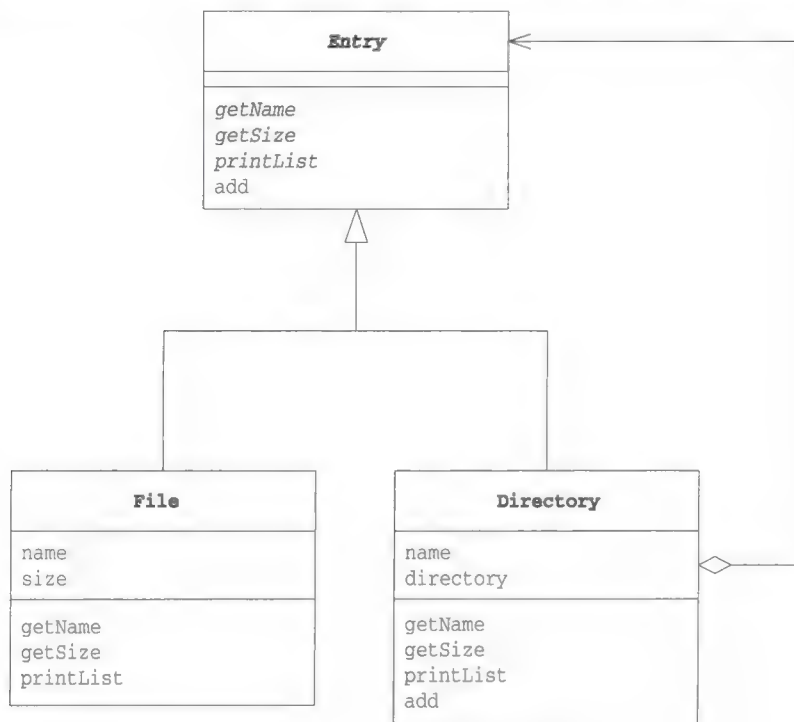 Entry
getName
getSize
printList
add
File
name
size
getName
getSize
printList
Directory
name
directory
getName
getSize
printList
add